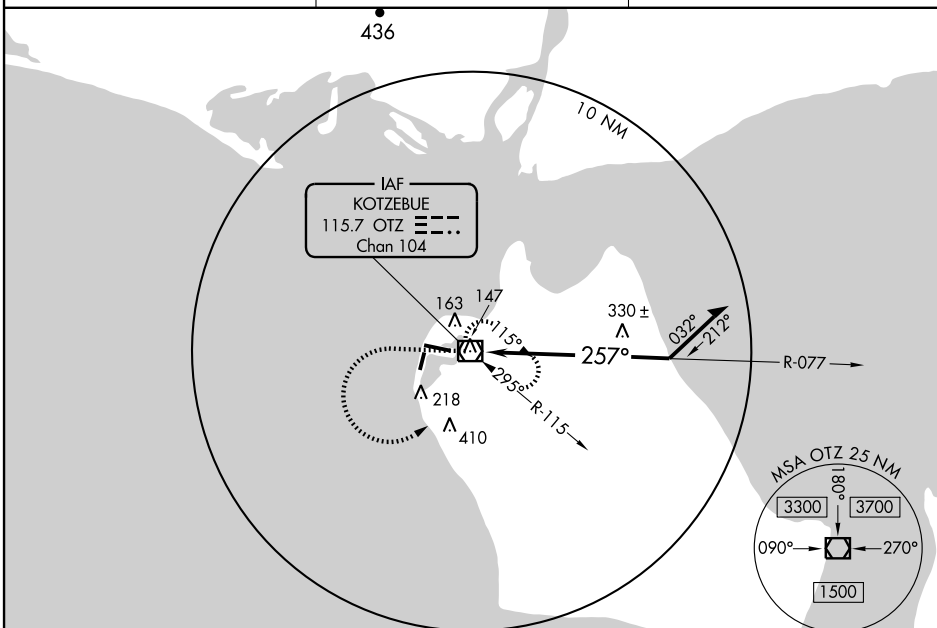 436
10 NM
IAF
KOTZEBUE
115.7 OTZ
Chan 104
163
147
330 ±
115°
032°
212°
257°
R-077
295°
R-115
218
410
MSA OTZ 25 NM
180°
3300
3700
090°
270°
1500